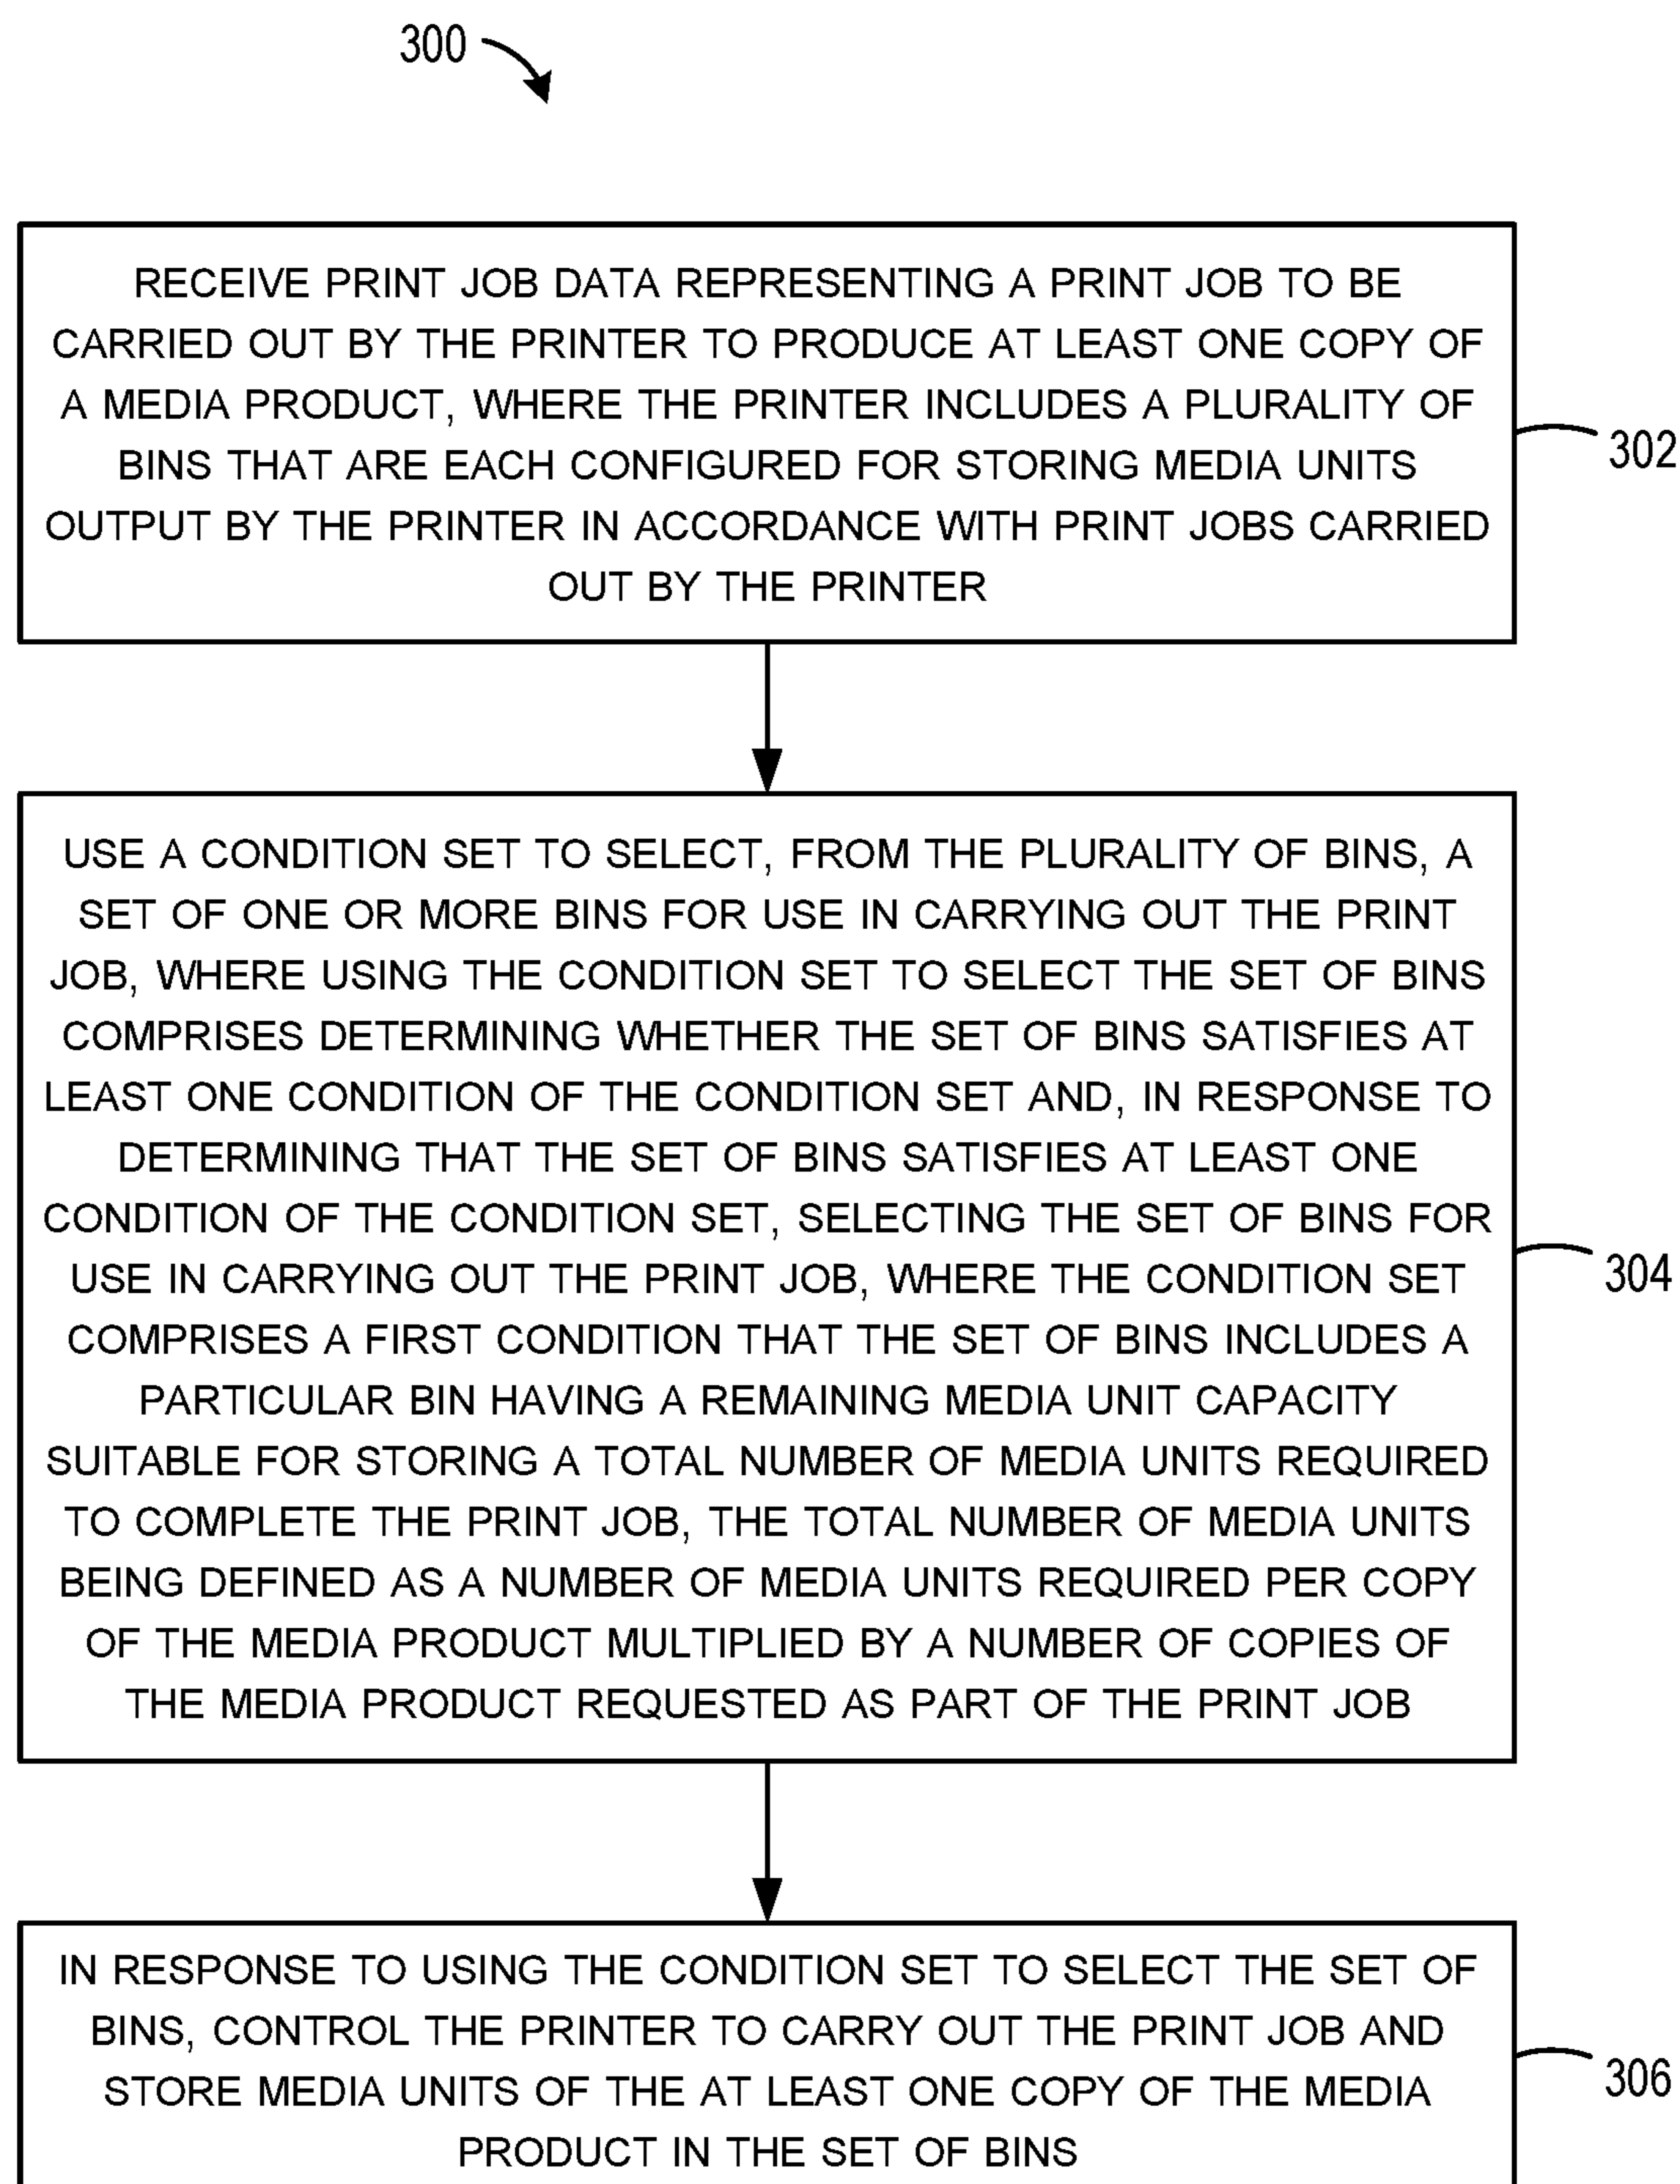 300
RECEIVE PRINT JOB DATA REPRESENTING A PRINT JOB TO BE
CARRIED OUT BY THE PRINTER TO PRODUCE AT LEAST ONE COPY OF
A MEDIA PRODUCT, WHERE THE PRINTER INCLUDES A PLURALITY OF
BINS THAT ARE EACH CONFIGURED FOR STORING MEDIA UNITS
OUTPUT BY THE PRINTER IN ACCORDANCE WITH PRINT JOBS CARRIED
OUT BY THE PRINTER
302
USE A CONDITION SET TO SELECT, FROM THE PLURALITY OF BINS, A
SET OF ONE OR MORE BINS FOR USE IN CARRYING OUT THE PRINT
JOB, WHERE USING THE CONDITION SET TO SELECT THE SET OF BINS
COMPRISES DETERMINING WHETHER THE SET OF BINS SATISFIES AT
LEAST ONE CONDITION OF THE CONDITION SET AND, IN RESPONSE TO
DETERMINING THAT THE SET OF BINS SATISFIES AT LEAST ONE
CONDITION OF THE CONDITION SET, SELECTING THE SET OF BINS FOR
USE IN CARRYING OUT THE PRINT JOB, WHERE THE CONDITION SET
COMPRISES A FIRST CONDITION THAT THE SET OF BINS INCLUDES A
PARTICULAR BIN HAVING A REMAINING MEDIA UNIT CAPACITY
SUITABLE FOR STORING A TOTAL NUMBER OF MEDIA UNITS REQUIRED
TO COMPLETE THE PRINT JOB, THE TOTAL NUMBER OF MEDIA UNITS
BEING DEFINED AS A NUMBER OF MEDIA UNITS REQUIRED PER COPY
OF THE MEDIA PRODUCT MULTIPLIED BY A NUMBER OF COPIES OF
THE MEDIA PRODUCT REQUESTED AS PART OF THE PRINT JOB
304
IN RESPONSE TO USING THE CONDITION SET TO SELECT THE SET OF
BINS, CONTROL THE PRINTER TO CARRY OUT THE PRINT JOB AND
STORE MEDIA UNITS OF THE AT LEAST ONE COPY OF THE MEDIA
PRODUCT IN THE SET OF BINS
306